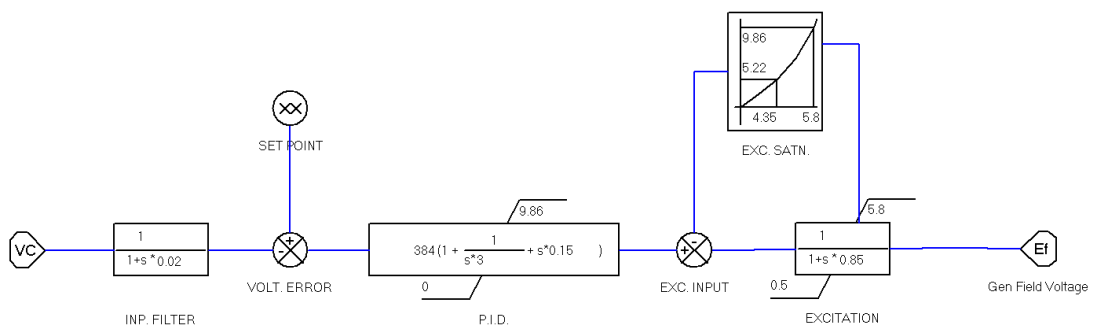 9.86
5.22
4.35 5.8
EXC. SATN.
SET POINT
9.86
5.8
VC
1
1+s * 0.02
+
-
384 (1 + 1 + s*0.15 )
s*3
+ -
1
1+s * 0.85
Ef
0
0.5
VOLT. ERROR
EXC. INPUT
Gen Field Voltage
INP. FILTER
P.I.D.
EXCITATION